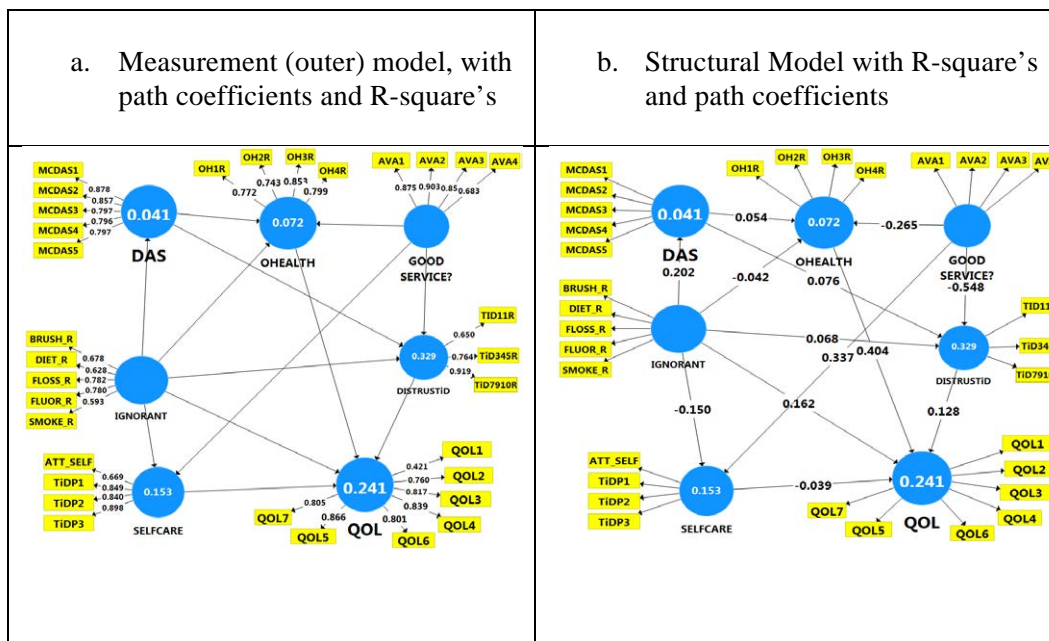 a. Measurement (outer) model, with
path coefficients and R-square's
b. Structural Model with R-square's
and path coefficients
MCDAS1
MCDAS2
MCDAS3
MCDAS4
MCDAS5
0.878
0.857
0.797
0.796
0.797
0.041
DAS
OH1R
OH2R
OH3R
OH4R
0.772
0.743
0.853
0.799
0.072
OHEALTH
AVA1
AVA2
AVA3
AVA4
0.875
0.903
0.85
0.683
GOOD
SERVICE?
BRUSH_R
DIET_R
FLOSS_R
FLUOR_R
SMOKE_R
0.678
0.628
0.782
0.780
0.593
IGNORANT
TID11R
TiD345R
TiD7910R
0.650
0.764
0.919
0.329
DISTRUSTiD
ATT_SELF
TiDP1
TiDP2
TiDP3
0.669
0.849
0.840
0.898
0.153
SELFCARE
QOL1
QOL2
QOL3
QOL4
QOL6
QOL5
QOL7
0.421
0.760
0.817
0.839
0.801
0.866
0.805
0.241
QOL
MCDAS1
MCDAS2
MCDAS3
MCDAS4
MCDAS5
0.041
DAS
0.202
OH1R
OH2R
OH3R
OH4R
0.054
0.072
OHEALTH
-0.265
AVA1
AVA2
AVA3
AV
GOOD
SERVICE?
-0.548
-0.042
0.076
BRUSH_R
DIET_R
FLOSS_R
FLUOR_R
SMOKE_R
IGNORANT
0.068
0.337
0.404
TID11
TiD34
TiD791
0.329
DISTRUSTiD
-0.150
0.162
0.128
ATT_SELF
TiDP1
TiDP2
TiDP3
0.153
SELFCARE
-0.039
0.241
QOL
QOL1
QOL2
QOL3
QOL4
QOL6
QOL5
QOL7